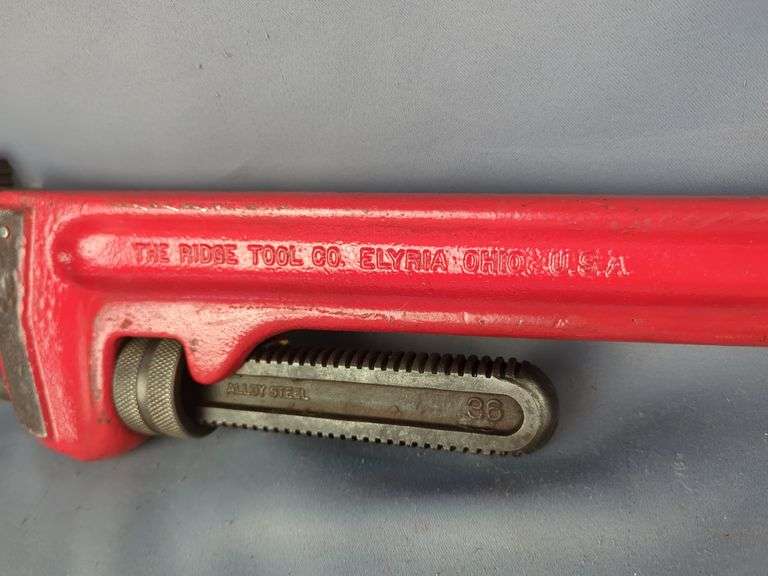 THE RIDGE TOOL CO. ELYRIA OHIO. U.S.A
ALLOY STEEL
36